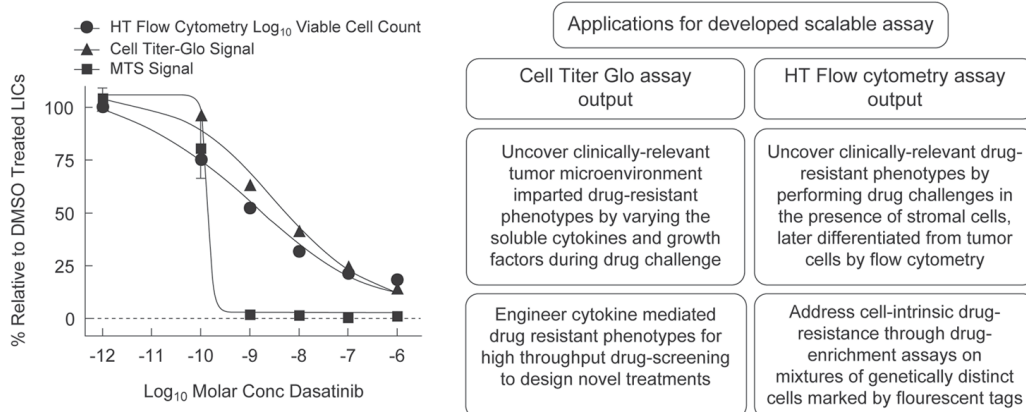 HT Flow Cytometry Log10 Viable Cell Count
Cell Titer-Glo Signal
MTS Signal
% Relative to DMSO Treated LICs
100
75
50
25
0
-12
-11
-10
-9
-8
-7
-6
Log10 Molar Conc Dasatinib
Applications for developed scalable assay
Cell Titer Glo assay
output
Uncover clinically-relevant
tumor microenvironment
imparted drug-resistant
phenotypes by varying the
soluble cytokines and growth
factors during drug challenge
Engineer cytokine mediated
drug resistant phenotypes for
high throughput drug-screening
to design novel treatments
HT Flow cytometry assay
output
Uncover clinically-relevant drug-
resistant phenotypes by
performing drug challenges in
the presence of stromal cells,
later differentiated from tumor
cells by flow cytometry
Address cell-intrinsic drug-
resistance through drug-
enrichment assays on
mixtures of genetically distinct
cells marked by flourescent tags